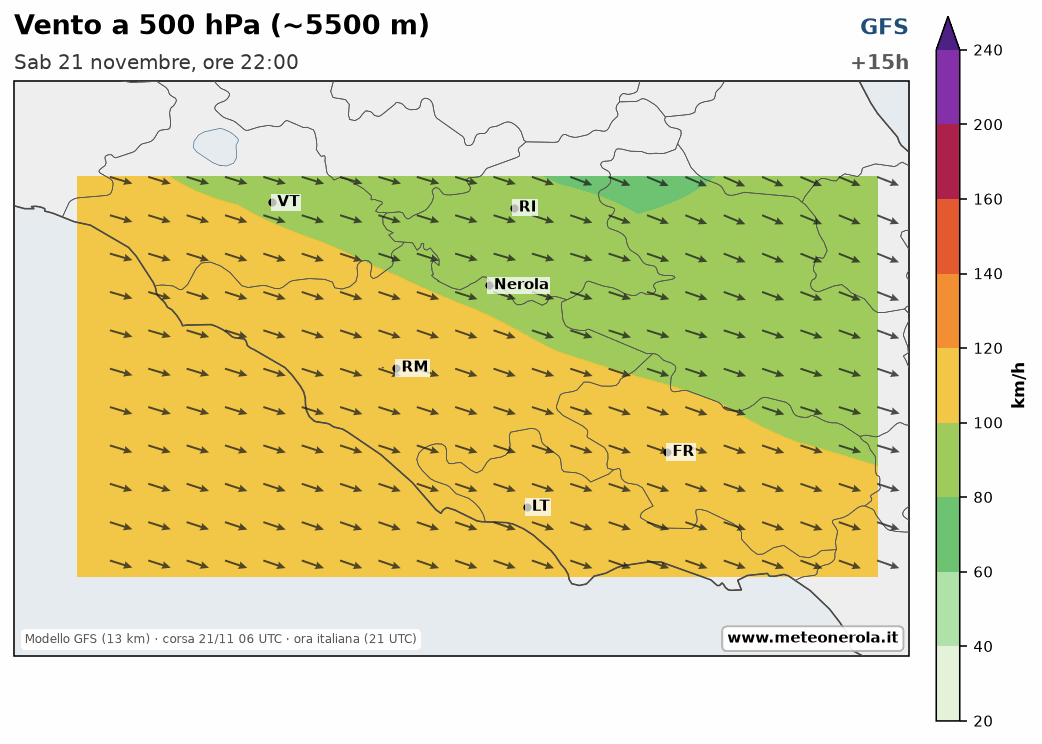 Vento a 500 hPa (~5500 m)
GFS
Sab 21 novembre, ore 22:00
+15h
VT
RI
Nerola
RM
FR
LT
240
200
160
140
120
100
80
60
40
20
km/h
Modello GFS (13 km) · corsa 21/11 06 UTC · ora italiana (21 UTC)
www.meteonerola.it